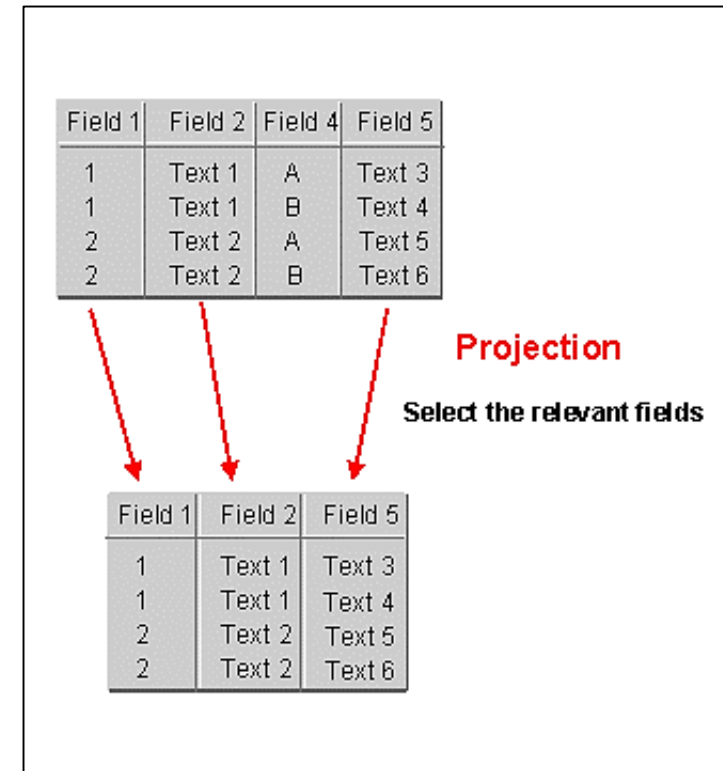 Field 1 Field 2 Field 4 Field 5
1 Text 1 A Text 3
1 Text 1 B Text 4
2 Text 2 A Text 5
2 Text 2 B Text 6
Projection
Select the relevant fields
Field 1 Field 2 Field 5
1 Text 1 Text 3
1 Text 1 Text 4
2 Text 2 Text 5
2 Text 2 Text 6